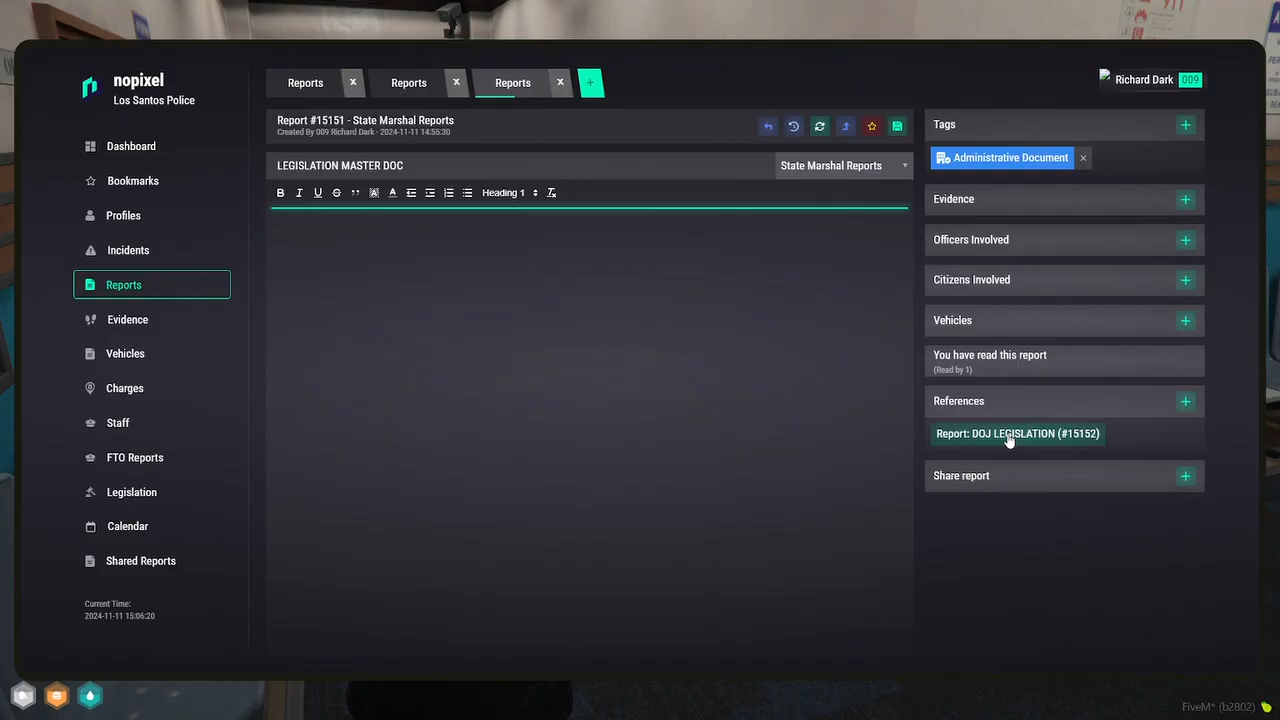 nopixel
Los Santos Police
Dashboard
Bookmarks
Profiles
Incidents
Reports
Evidence
Vehicles
Charges
Staff
FTO Reports
Legislation
Calendar
Shared Reports
Current Time:
2024-11-11 15:06:20
Reports x Reports x Reports x +
Report #15151 - State Marshal Reports
Created By 009 Richard Dark · 2024-11-11 14:55:30
LEGISLATION MASTER DOC
State Marshal Reports
B I U S Heading 1
Richard Dark 009
Tags
Administrative Document
Evidence
Officers Involved
Citizens Involved
Vehicles
You have read this report
(Read by 1)
References
Report: DOJ LEGISLATION (#15152)
Share report
FiveM* (b2802)